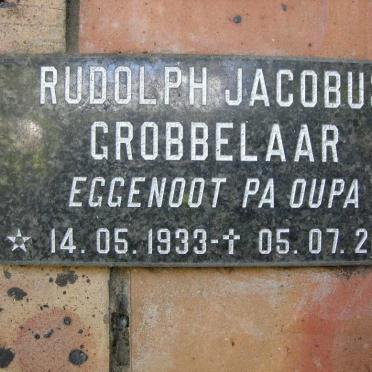 RUDOLPH JACOBUS
GROBBELAAR
EGGENOOT PA OUPA
☆ 14.05.1933-✝ 05.07.2